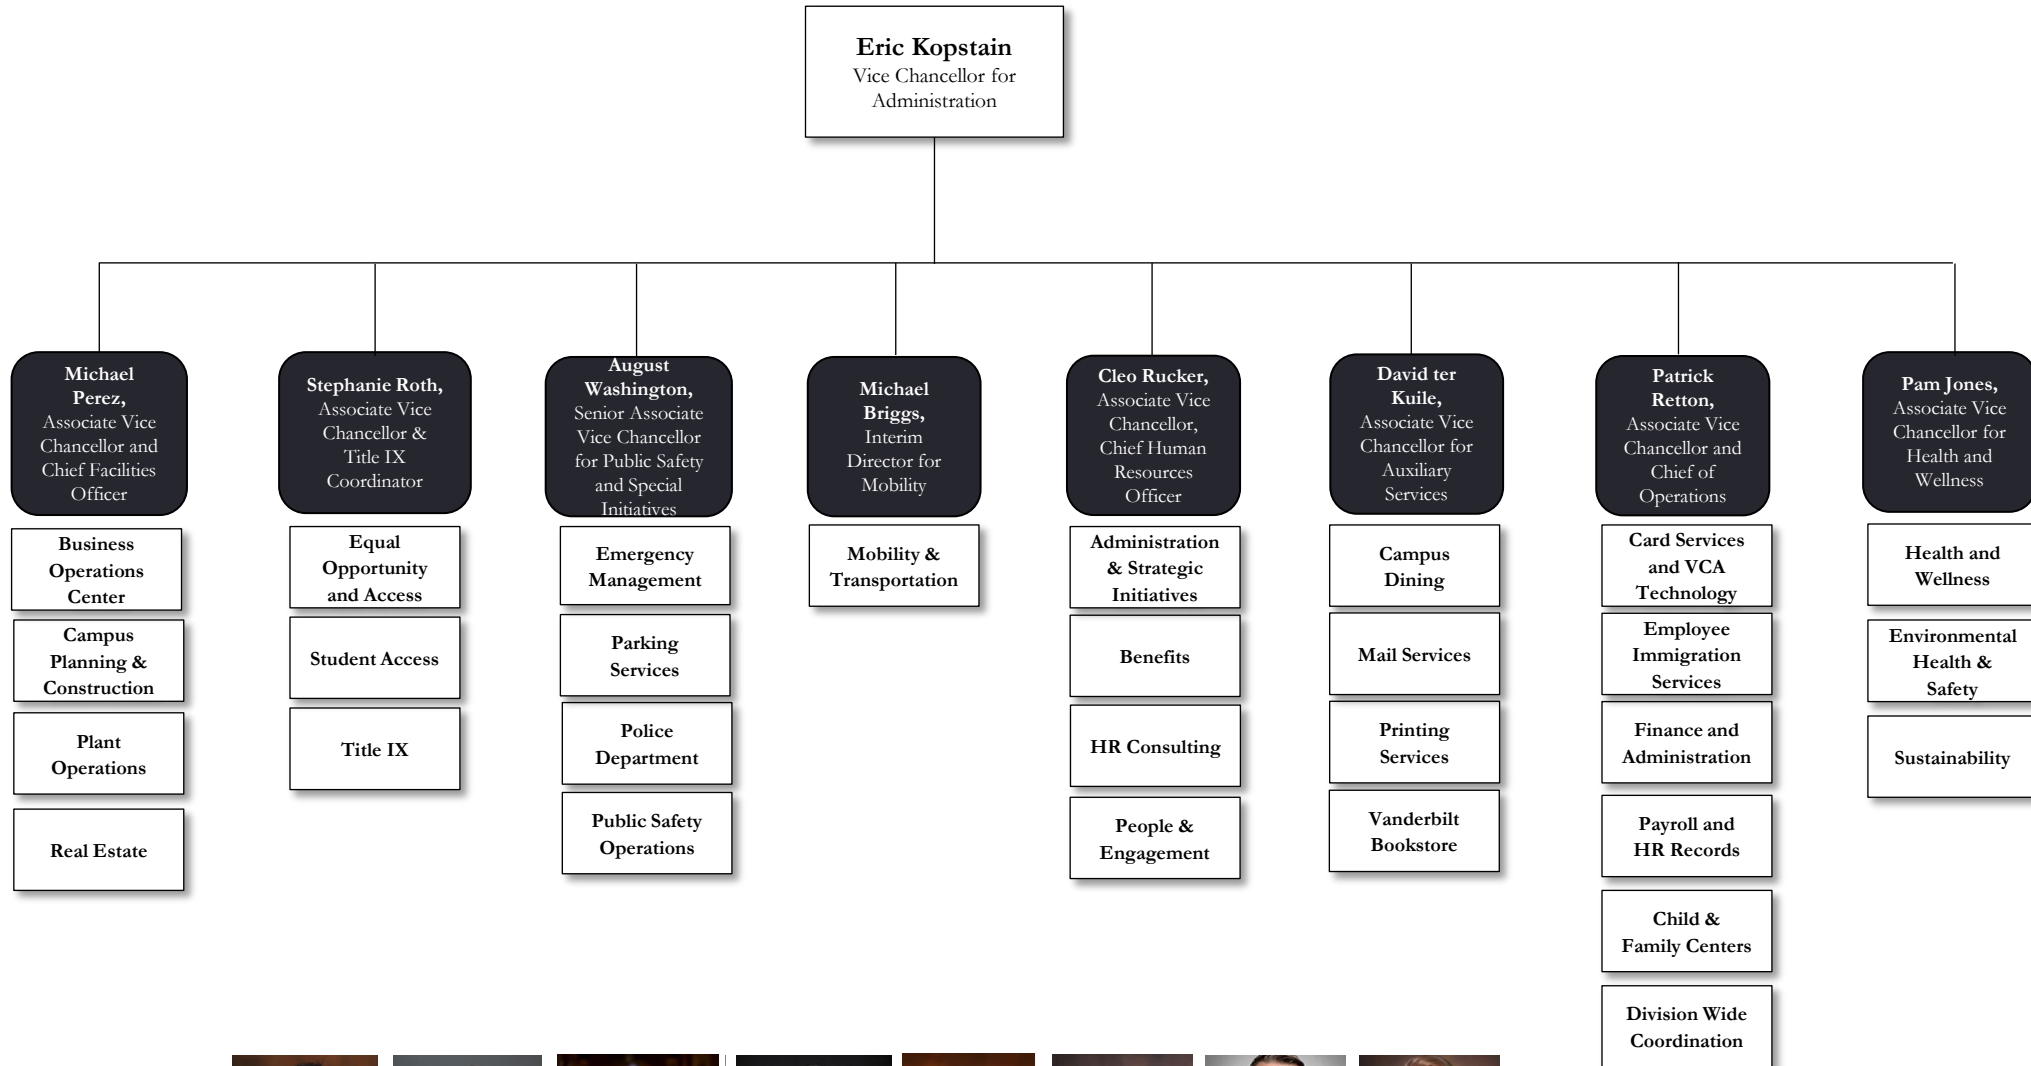 Eric Kopstain
Vice Chancellor for
Administration
Michael
Perez,
Associate Vice
Chancellor and
Chief Facilities
Officer
Business
Operations
Center
Campus
Planning &
Construction
Plant
Operations
Real Estate
Stephanie Roth,
Associate Vice
Chancellor &
Title IX
Coordinator
Equal
Opportunity
and Access
Student Access
Title IX
August
Washington,
Senior Associate
Vice Chancellor
for Public Safety
and Special
Initiatives
Emergency
Management
Parking
Services
Police
Department
Public Safety
Operations
Michael
Briggs,
Interim
Director for
Mobility
Mobility &
Transportation
Cleo Rucker,
Associate Vice
Chancellor,
Chief Human
Resources
Officer
Administration
& Strategic
Initiatives
Benefits
HR Consulting
People &
Engagement
David ter
Kuile,
Associate Vice
Chancellor for
Auxiliary
Services
Campus
Dining
Mail Services
Printing
Services
Vanderbilt
Bookstore
Patrick
Retton,
Associate Vice
Chancellor and
Chief of
Operations
Card Services
and VCA
Technology
Employee
Immigration
Services
Finance and
Administration
Payroll and
HR Records
Child &
Family Centers
Division Wide
Coordination
Pam Jones,
Associate Vice
Chancellor for
Health and
Wellness
Health and
Wellness
Environmental
Health &
Safety
Sustainability